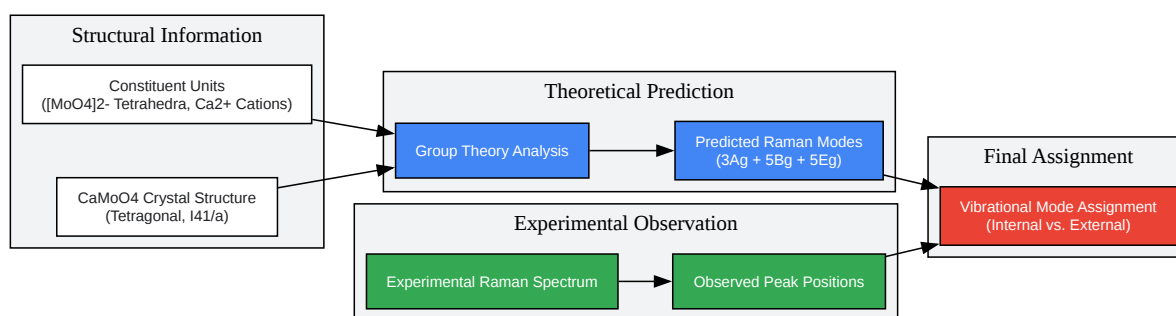 Structural Information
Constituent Units
([MoO4]2- Tetrahedra, Ca2+ Cations)
CaMoO4 Crystal Structure
(Tetragonal, I41/a)
Theoretical Prediction
Group Theory Analysis
Predicted Raman Modes
(3Ag + 5Bg + 5Eg)
Experimental Observation
Experimental Raman Spectrum
Observed Peak Positions
Final Assignment
Vibrational Mode Assignment
(Internal vs. External)